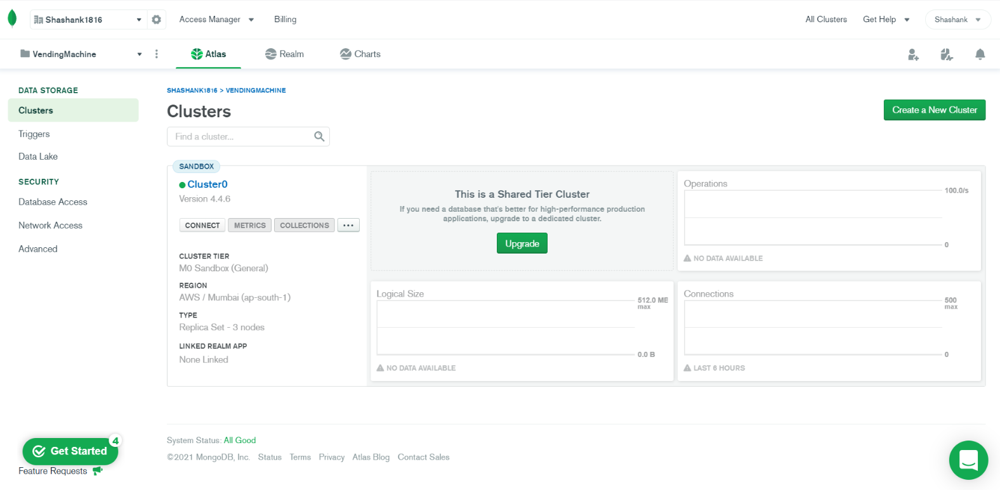 Shashank1816
Access Manager
Billing
All Clusters
Get Help
Shashank
VendingMachine
Atlas
Realm
Charts
DATA STORAGE
Clusters
Triggers
Data Lake
SECURITY
Database Access
Network Access
Advanced
SHASHANK1816 > VENDINGMACHINE
Clusters
Create a New Cluster
Find a cluster...
SANDBOX
Cluster0
Version 4.4.6
CONNECT
METRICS
COLLECTIONS
...
CLUSTER TIER
M0 Sandbox (General)
REGION
AWS / Mumbai (ap-south-1)
TYPE
Replica Set - 3 nodes
LINKED REALM APP
None Linked
This is a Shared Tier Cluster
If you need a database that's better for high-performance production
applications, upgrade to a dedicated cluster.
Upgrade
Operations
100.0/s
0
NO DATA AVAILABLE
Logical Size
512.0 MB
max
0.0 B
NO DATA AVAILABLE
Connections
500
max
0
LAST 6 HOURS
System Status: All Good
©2021 MongoDB, Inc.
Status
Terms
Privacy
Atlas Blog
Contact Sales
Get Started
4
Feature Requests